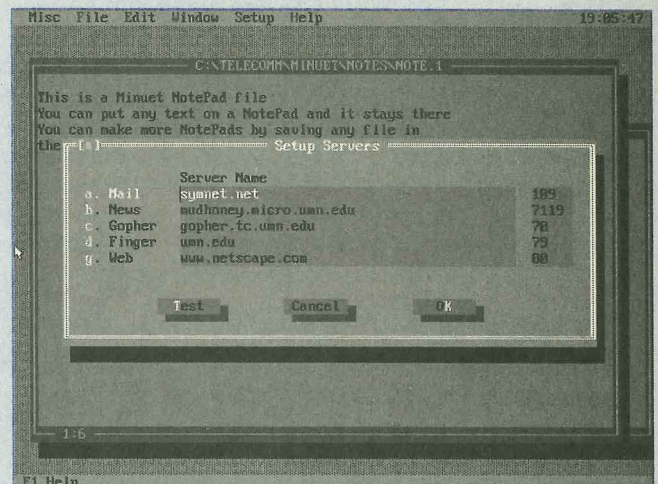 Misc File Edit Window Setup Help 19:05:47
C:\TELECOMM\MINUET\NOTES\NOTE.1
This is a Minuet NotePad file
You can put any text on a NotePad and it stays there
You can make more NotePads by saving any file in
the
Setup Servers
Server Name
a. Mail symnet.net 109
b. News mudhoney.micro.umn.edu 7119
c. Gopher gopher.tc.umn.edu 70
d. Finger umn.edu 79
g. Web www.netscape.com 80
Test Cancel OK
1:6
F1 Help